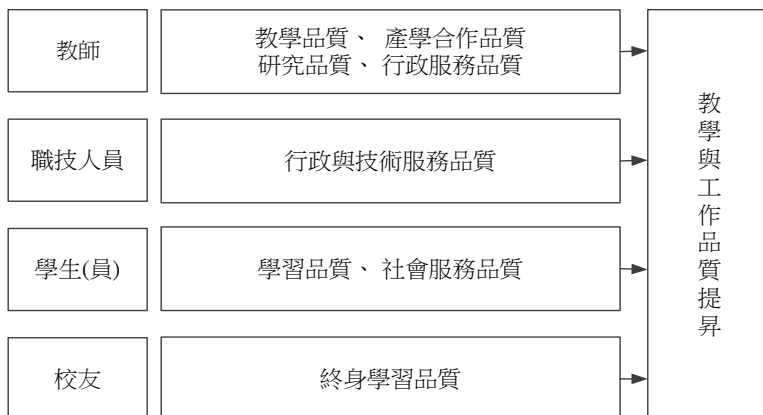 教師
教學品質、 產學合作品質
研究品質、 行政服務品質
職技人員
行政與技術服務品質
學生(員)
學習品質、 社會服務品質
校友
終身學習品質
教學與工作品質提昇